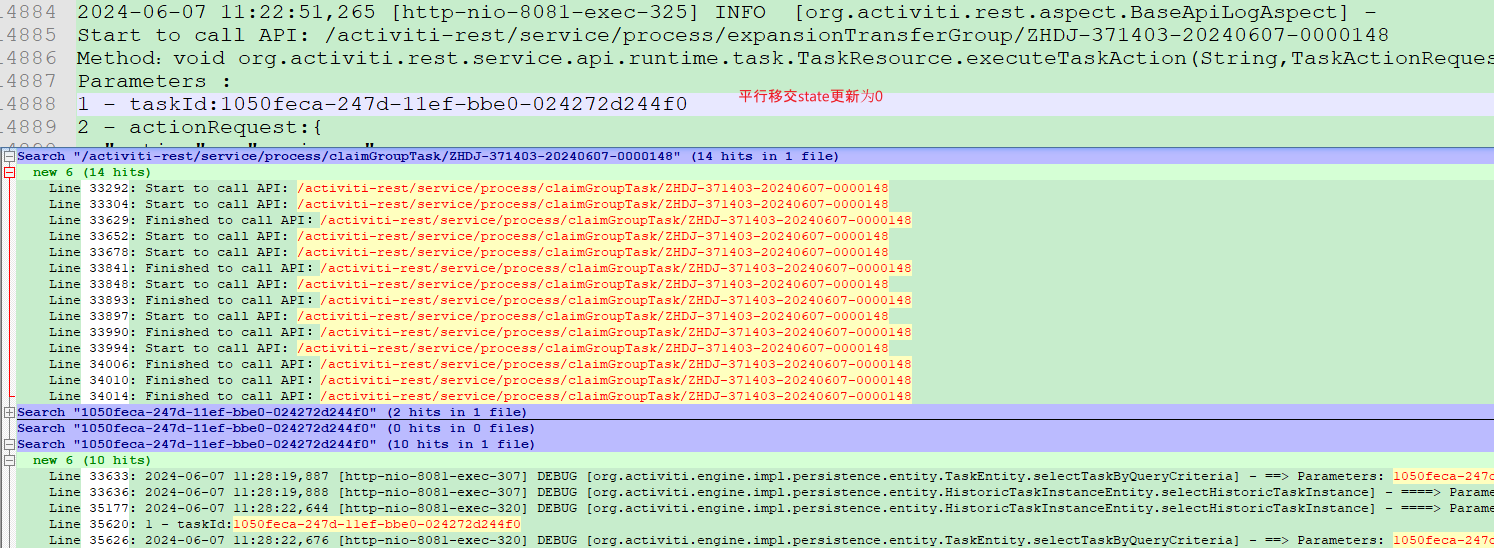 14884 2024-06-07 11:22:51,265 [http-nio-8081-exec-325] INFO  [org.activiti.rest.aspect.BaseApiLogAspect] -
14885 Start to call API: /activiti-rest/service/process/expansionTransferGroup/ZHDJ-371403-20240607-0000148
14886 Method：void org.activiti.rest.service.api.runtime.task.TaskResource.executeTaskAction(String,TaskActionReques
14887 Parameters :
14888 1 - taskId:1050feca-247d-11ef-bbe0-024272d244f0 平行移交state更新为0
14889 2 - actionRequest:{
Search "/activiti-rest/service/process/claimGroupTask/ZHDJ-371403-20240607-0000148" (14 hits in 1 file)
new 6 (14 hits)
Line 33292: Start to call API: /activiti-rest/service/process/claimGroupTask/ZHDJ-371403-20240607-0000148
Line 33304: Start to call API: /activiti-rest/service/process/claimGroupTask/ZHDJ-371403-20240607-0000148
Line 33629: Finished to call API: /activiti-rest/service/process/claimGroupTask/ZHDJ-371403-20240607-0000148
Line 33652: Start to call API: /activiti-rest/service/process/claimGroupTask/ZHDJ-371403-20240607-0000148
Line 33678: Start to call API: /activiti-rest/service/process/claimGroupTask/ZHDJ-371403-20240607-0000148
Line 33841: Finished to call API: /activiti-rest/service/process/claimGroupTask/ZHDJ-371403-20240607-0000148
Line 33848: Start to call API: /activiti-rest/service/process/claimGroupTask/ZHDJ-371403-20240607-0000148
Line 33893: Finished to call API: /activiti-rest/service/process/claimGroupTask/ZHDJ-371403-20240607-0000148
Line 33897: Start to call API: /activiti-rest/service/process/claimGroupTask/ZHDJ-371403-20240607-0000148
Line 33990: Finished to call API: /activiti-rest/service/process/claimGroupTask/ZHDJ-371403-20240607-0000148
Line 33994: Start to call API: /activiti-rest/service/process/claimGroupTask/ZHDJ-371403-20240607-0000148
Line 34006: Finished to call API: /activiti-rest/service/process/claimGroupTask/ZHDJ-371403-20240607-0000148
Line 34010: Finished to call API: /activiti-rest/service/process/claimGroupTask/ZHDJ-371403-20240607-0000148
Line 34014: Finished to call API: /activiti-rest/service/process/claimGroupTask/ZHDJ-371403-20240607-0000148
Search "1050feca-247d-11ef-bbe0-024272d244f0" (2 hits in 1 file)
Search "1050feca-247d-11ef-bbe0-024272d244f0" (0 hits in 0 files)
Search "1050feca-247d-11ef-bbe0-024272d244f0" (10 hits in 1 file)
new 6 (10 hits)
Line 33633: 2024-06-07 11:28:19,887 [http-nio-8081-exec-307] DEBUG [org.activiti.engine.impl.persistence.entity.TaskEntity.selectTaskByQueryCriteria] - ==> Parameters: 1050feca-247d
Line 33636: 2024-06-07 11:28:19,888 [http-nio-8081-exec-307] DEBUG [org.activiti.engine.impl.persistence.entity.HistoricTaskInstanceEntity.selectHistoricTaskInstance] - ====> Parame
Line 35177: 2024-06-07 11:28:22,644 [http-nio-8081-exec-320] DEBUG [org.activiti.engine.impl.persistence.entity.HistoricTaskInstanceEntity.selectHistoricTaskInstance] - ====> Parame
Line 35620: 1 - taskId:1050feca-247d-11ef-bbe0-024272d244f0
Line 35626: 2024-06-07 11:28:22,676 [http-nio-8081-exec-320] DEBUG [org.activiti.engine.impl.persistence.entity.TaskEntity.selectTaskByQueryCriteria] - ==> Parameters: 1050feca-247d